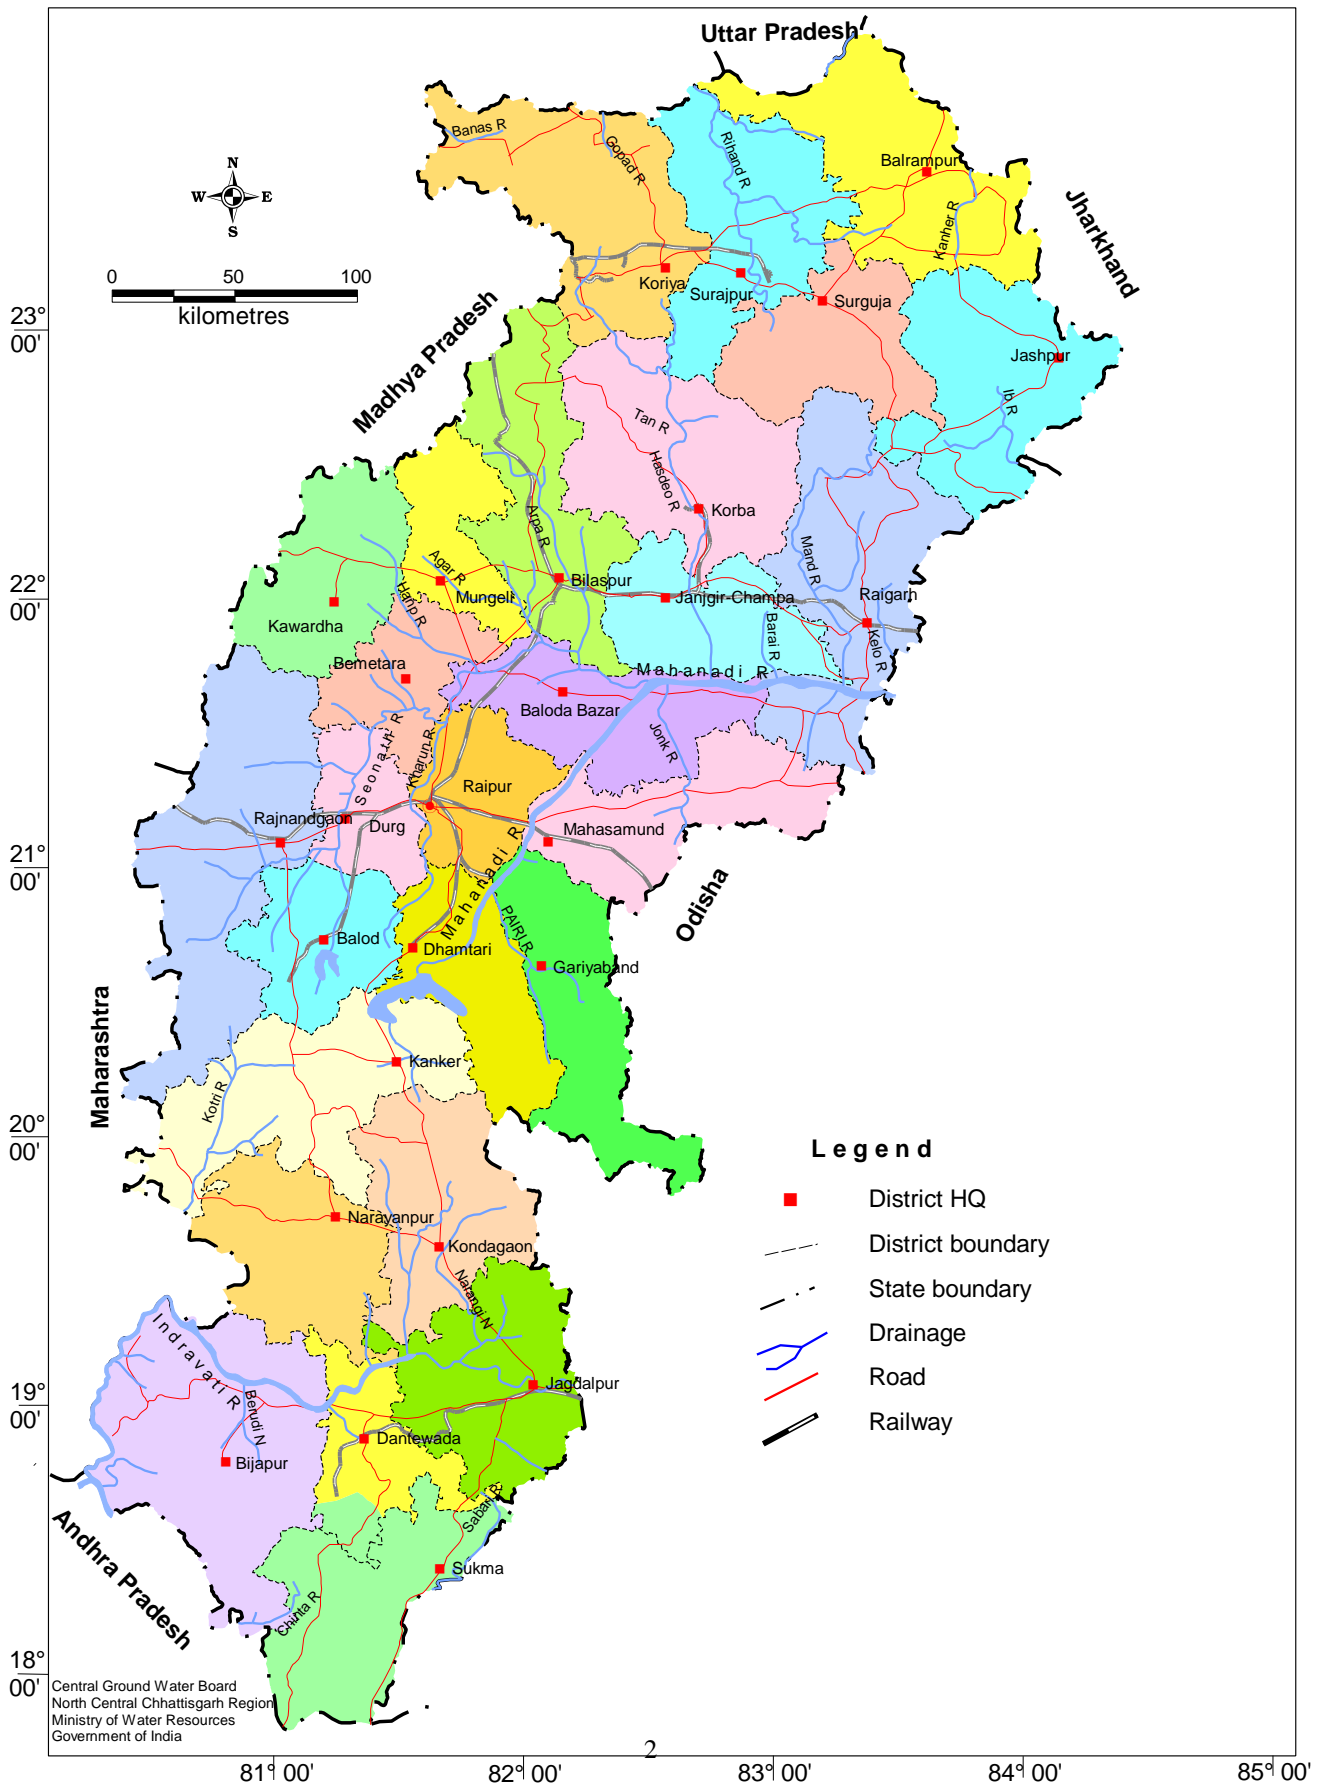 Uttar Pradesh
Banas R
Gopad R
Rihand R
Balrampur
N
W E
S
Kanher R
Jharkhand
0 50 100
kilometres
Koriya
Surajpur
Surguja
23°
00'
Madhya Pradesh
Jashpur
Ib R
Tan R
Hasdeo R
Korba
Arpa R
Mand R
Agar R
Hanp R
Mungeli
Bilaspur
Janjgir-Champa
Raigarh
22°
00'
Kawardha
Barai R
Kelo R
Bemetara
Mahanadi R
Baloda Bazar
Jonk R
Seonath R
Kharun R
Raipur
Rajnandgaon
Durg
Mahasamund
21°
00'
Mahanadi R
Odisha
PAIRI R
Balod
Dhamtari
Gariyaband
Maharashtra
Kanker
Kotri R
20°
00'
Legend
District HQ
District boundary
State boundary
Drainage
Road
Railway
Narayanpur
Kondagaon
Narangi N
Indravati R
Berudi N
Jagdalpur
19°
00'
Dantewada
Bijapur
Sabari R
Andhra Pradesh
Sukma
Chinta R
18°
00'
Central Ground Water Board
North Central Chhattisgarh Region
Ministry of Water Resources
Government of India
2
81° 00' 82° 00' 83° 00' 84° 00' 85° 00'